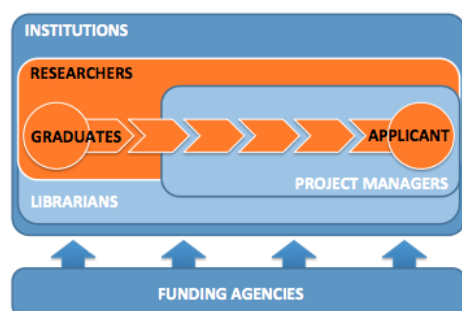 INSTITUTIONS
RESEARCHERS
GRADUATES
APPLICANT
PROJECT MANAGERS
LIBRARIANS
FUNDING AGENCIES